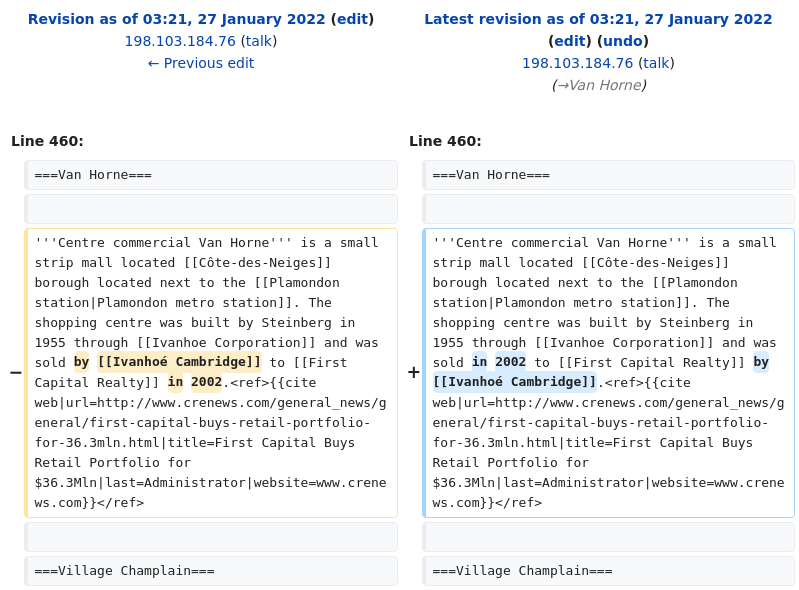 Revision as of 03:21, 27 January 2022 (edit)
198.103.184.76 (talk)
← Previous edit
Latest revision as of 03:21, 27 January 2022
(edit) (undo)
198.103.184.76 (talk)
(→Van Horne)
Line 460:
Line 460:
===Van Horne===
===Van Horne===
−
'''Centre commercial Van Horne''' is a small
strip mall located [[Côte-des-Neiges]]
borough located next to the [[Plamondon
station|Plamondon metro station]]. The
shopping centre was built by Steinberg in
1955 through [[Ivanhoe Corporation]] and was
sold by [[Ivanhoé Cambridge]] to [[First
Capital Realty]] in 2002.<ref>{{cite
web|url=http://www.crenews.com/general_news/g
eneral/first-capital-buys-retail-portfolio-
for-36.3mln.html|title=First Capital Buys
Retail Portfolio for
$36.3Mln|last=Administrator|website=www.crene
ws.com}}</ref>
+
'''Centre commercial Van Horne''' is a small
strip mall located [[Côte-des-Neiges]]
borough located next to the [[Plamondon
station|Plamondon metro station]]. The
shopping centre was built by Steinberg in
1955 through [[Ivanhoe Corporation]] and was
sold in 2002 to [[First Capital Realty]] by
[[Ivanhoé Cambridge]].<ref>{{cite
web|url=http://www.crenews.com/general_news/g
eneral/first-capital-buys-retail-portfolio-
for-36.3mln.html|title=First Capital Buys
Retail Portfolio for
$36.3Mln|last=Administrator|website=www.crene
ws.com}}</ref>
===Village Champlain===
===Village Champlain===